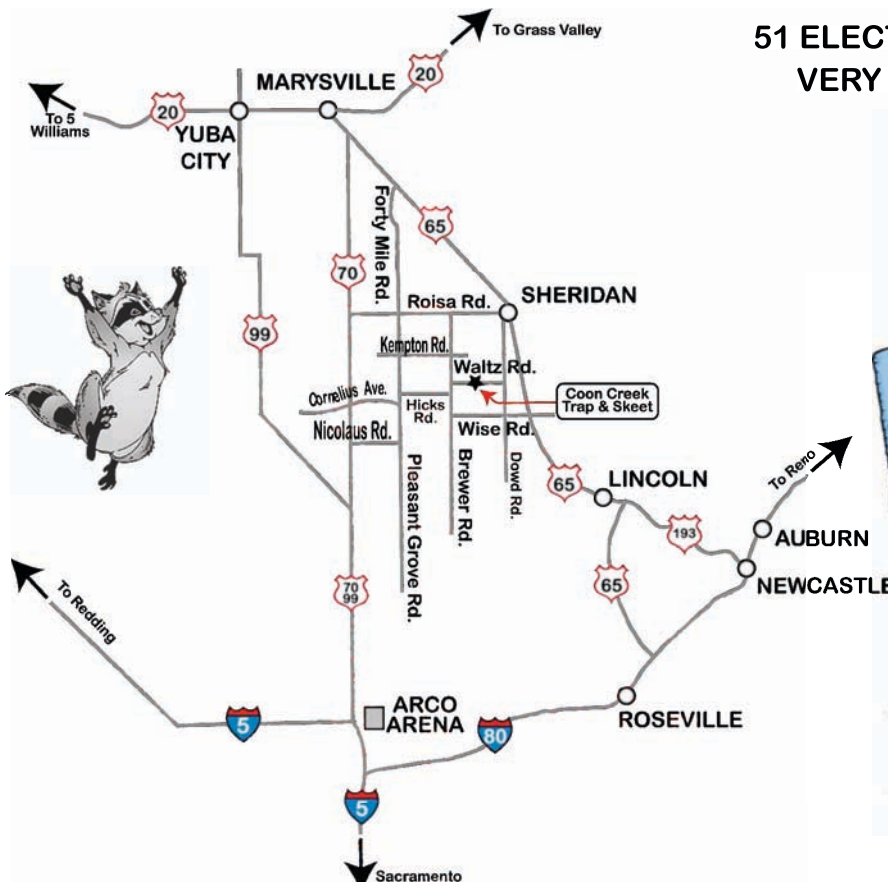 To Grass Valley
51 ELECT
VERY
20
MARYSVILLE
To 5
Williams
20
YUBA
CITY
65
Forty Mile Rd.
70
99
Roisa Rd.
SHERIDAN
Kempton Rd.
Waltz Rd.
Coon Creek
Trap & Skeet
Cornelius Ave.
Hicks
Rd.
Wise Rd.
Nicolaus Rd.
Pleasant Grove Rd.
Brewer Rd.
Dowd Rd.
65
LINCOLN
To Reno
193
AUBURN
NEWCASTLE
65
70
99
To Redding
5
ARCO
ARENA
80
ROSEVILLE
5
Sacramento